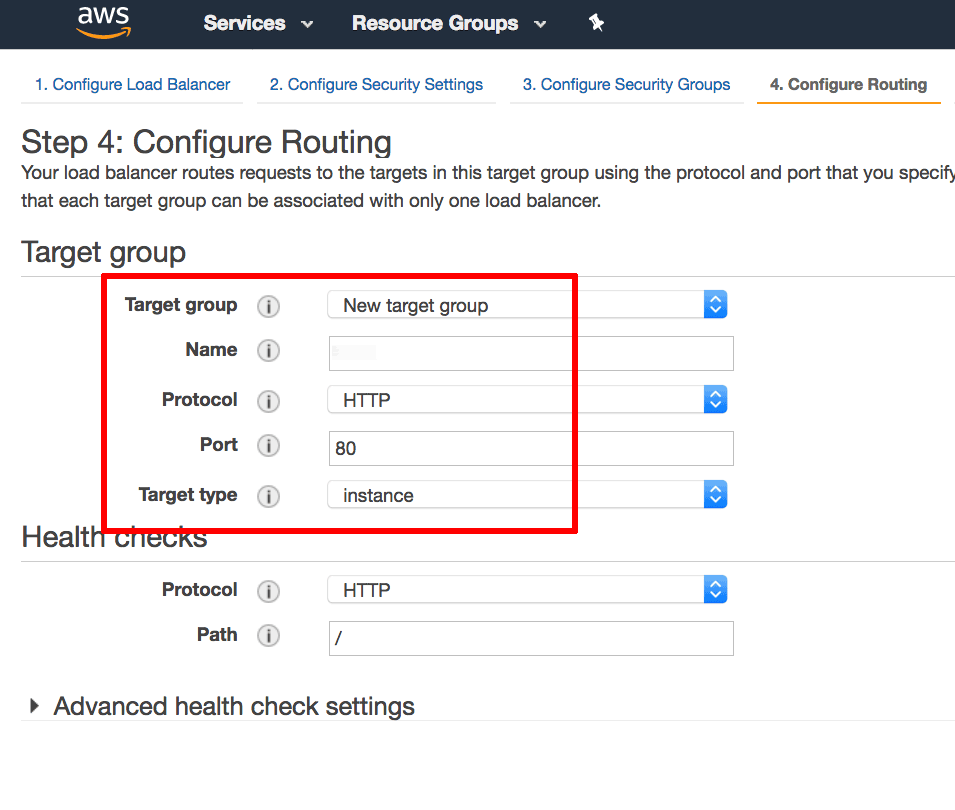 aws Services Resource Groups
1. Configure Load Balancer 2. Configure Security Settings 3. Configure Security Groups 4. Configure Routing
Step 4: Configure Routing
Your load balancer routes requests to the targets in this target group using the protocol and port that you specify
that each target group can be associated with only one load balancer.
Target group
Target group i New target group
Name i
Protocol i HTTP
Port i 80
Target type i instance
Health checks
Protocol i HTTP
Path i /
Advanced health check settings